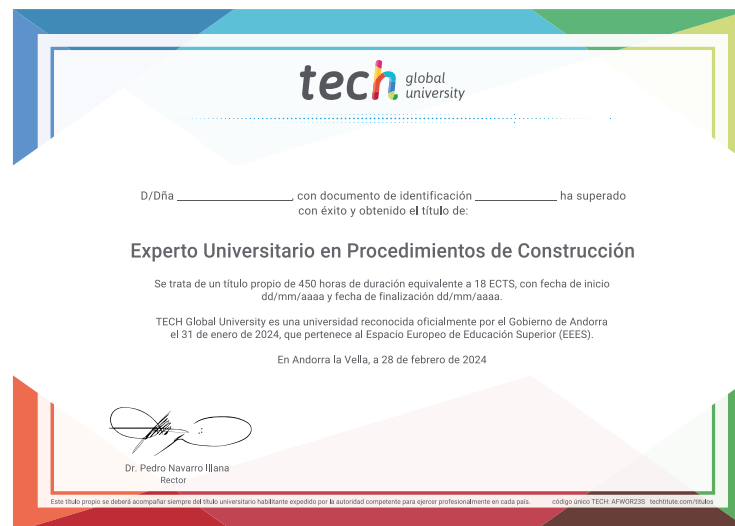 tech global university
D/Dña ____________, con documento de identificación ____________ ha superado
con éxito y obtenido el título de:
Experto Universitario en Procedimientos de Construcción
Se trata de un título propio de 450 horas de duración equivalente a 18 ECTS, con fecha de inicio
dd/mm/aaaa y fecha de finalización dd/mm/aaaa.
TECH Global University es una universidad reconocida oficialmente por el Gobierno de Andorra
el 31 de enero de 2024, que pertenece al Espacio Europeo de Educación Superior (EEES).
En Andorra la Vella, a 28 de febrero de 2024
Dr. Pedro Navarro Illana
Rector
Este título propio se deberá acompañar siempre del título universitario habilitante expedido por la autoridad competente para ejercer profesionalmente en cada país. código único TECH: AFWOR23S techtitute.com/titulos